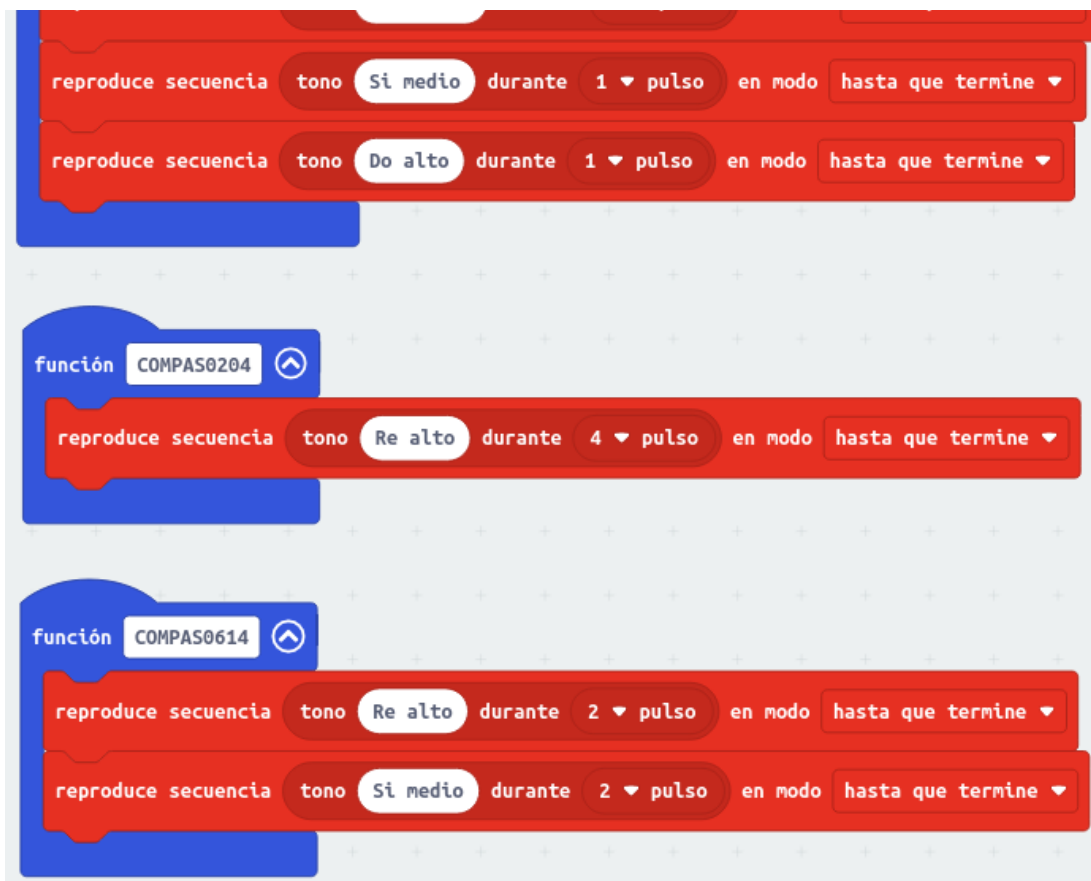 reproduce secuencia tono Si medio durante 1 pulso en modo hasta que termine
reproduce secuencia tono Do alto durante 1 pulso en modo hasta que termine
función COMPAS0204
reproduce secuencia tono Re alto durante 4 pulso en modo hasta que termine
función COMPAS0614
reproduce secuencia tono Re alto durante 2 pulso en modo hasta que termine
reproduce secuencia tono Si medio durante 2 pulso en modo hasta que termine